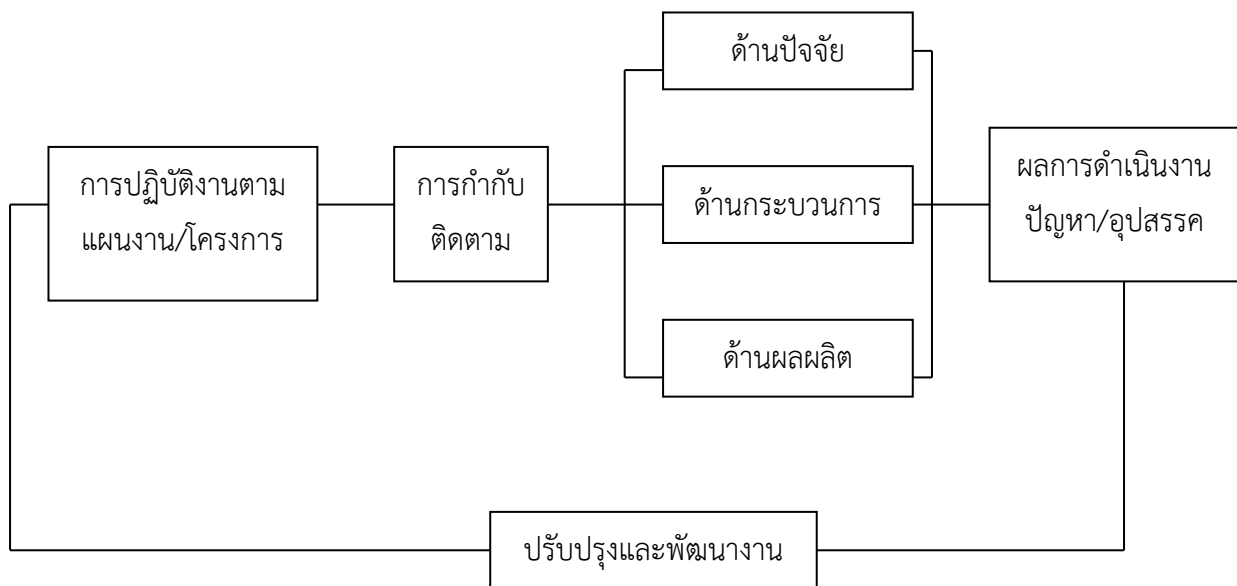 ด้านปัจจัย
การปฏิบัติงานตาม
แผนงาน/โครงการ
การกำกับ
ติดตาม
ด้านกระบวนการ
ผลการดำเนินงาน
ปัญหา/อุปสรรค
ด้านผลผลิต
ปรับปรุงและพัฒนางาน